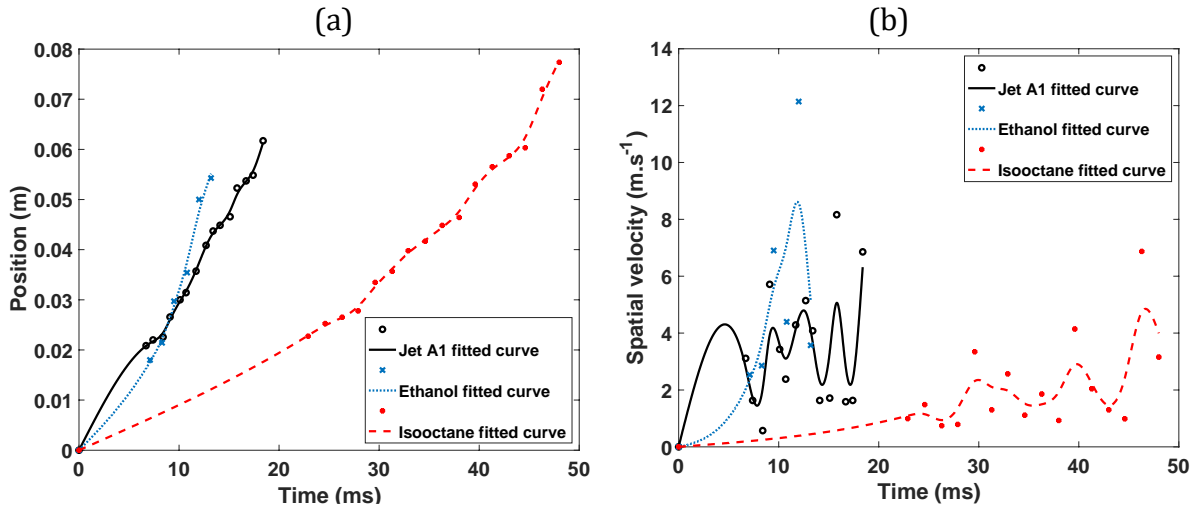 (a)
Position (m)
0.08
0.07
0.06
0.05
0.04
0.03
0.02
0.01
0
0 10 20 30 40 50
Time (ms)
Jet A1 fitted curve
Ethanol fitted curve
Isooctane fitted curve
(b)
Spatial velocity (m.s-1)
14
12
10
8
6
4
2
0
0 10 20 30 40 50
Time (ms)
Jet A1 fitted curve
Ethanol fitted curve
Isooctane fitted curve